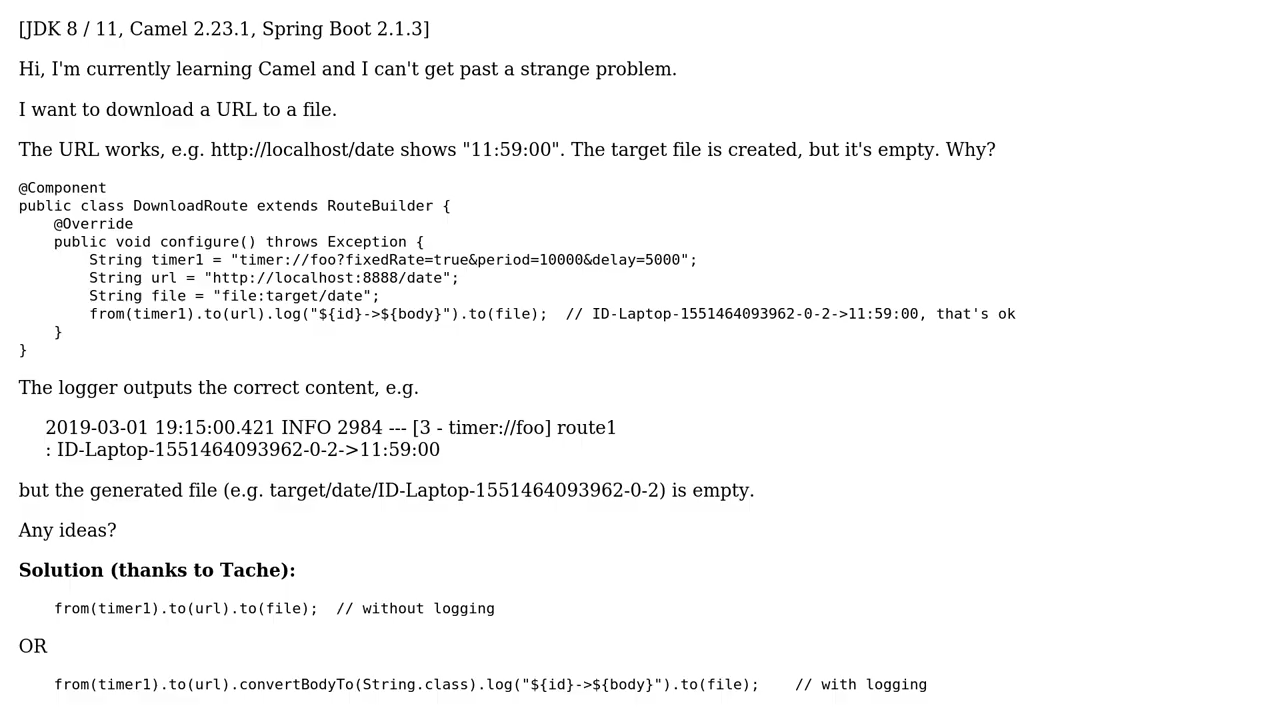 [JDK 8 / 11, Camel 2.23.1, Spring Boot 2.1.3]
Hi, I'm currently learning Camel and I can't get past a strange problem.
I want to download a URL to a file.
The URL works, e.g. http://localhost/date shows "11:59:00". The target file is created, but it's empty. Why?
@Component
public class DownloadRoute extends RouteBuilder {
    @Override
    public void configure() throws Exception {
        String timer1 = "timer://foo?fixedRate=true&period=10000&delay=5000";
        String url = "http://localhost:8888/date";
        String file = "file:target/date";
        from(timer1).to(url).log("${id}->${body}").to(file);  // ID-Laptop-1551464093962-0-2->11:59:00, that's ok
    }
}
The logger outputs the correct content, e.g.
2019-03-01 19:15:00.421 INFO 2984 --- [3 - timer://foo] route1
: ID-Laptop-1551464093962-0-2->11:59:00
but the generated file (e.g. target/date/ID-Laptop-1551464093962-0-2) is empty.
Any ideas?
Solution (thanks to Tache):
    from(timer1).to(url).to(file);  // without logging
OR
    from(timer1).to(url).convertBodyTo(String.class).log("${id}->${body}").to(file);    // with logging